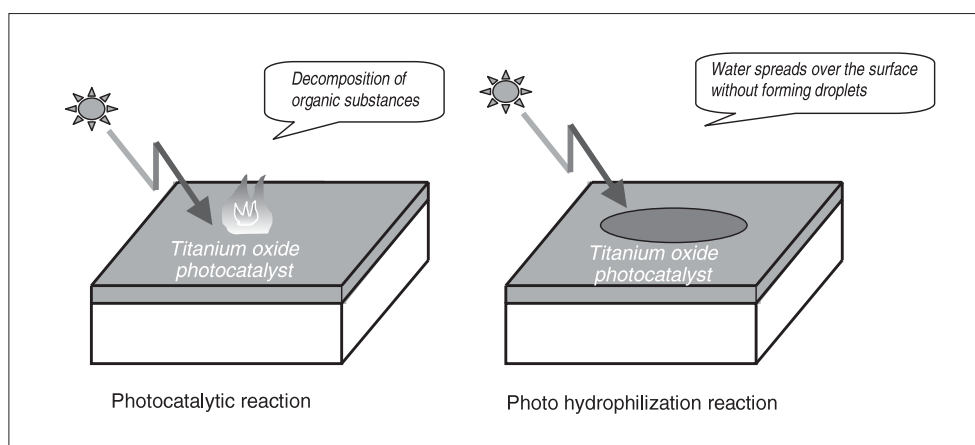 Decomposition of
organic substances
Titanium oxide
photocatalyst
Photocatalytic reaction
Water spreads over the surface
without forming droplets
Titanium oxide
photocatalyst
Photo hydrophilization reaction